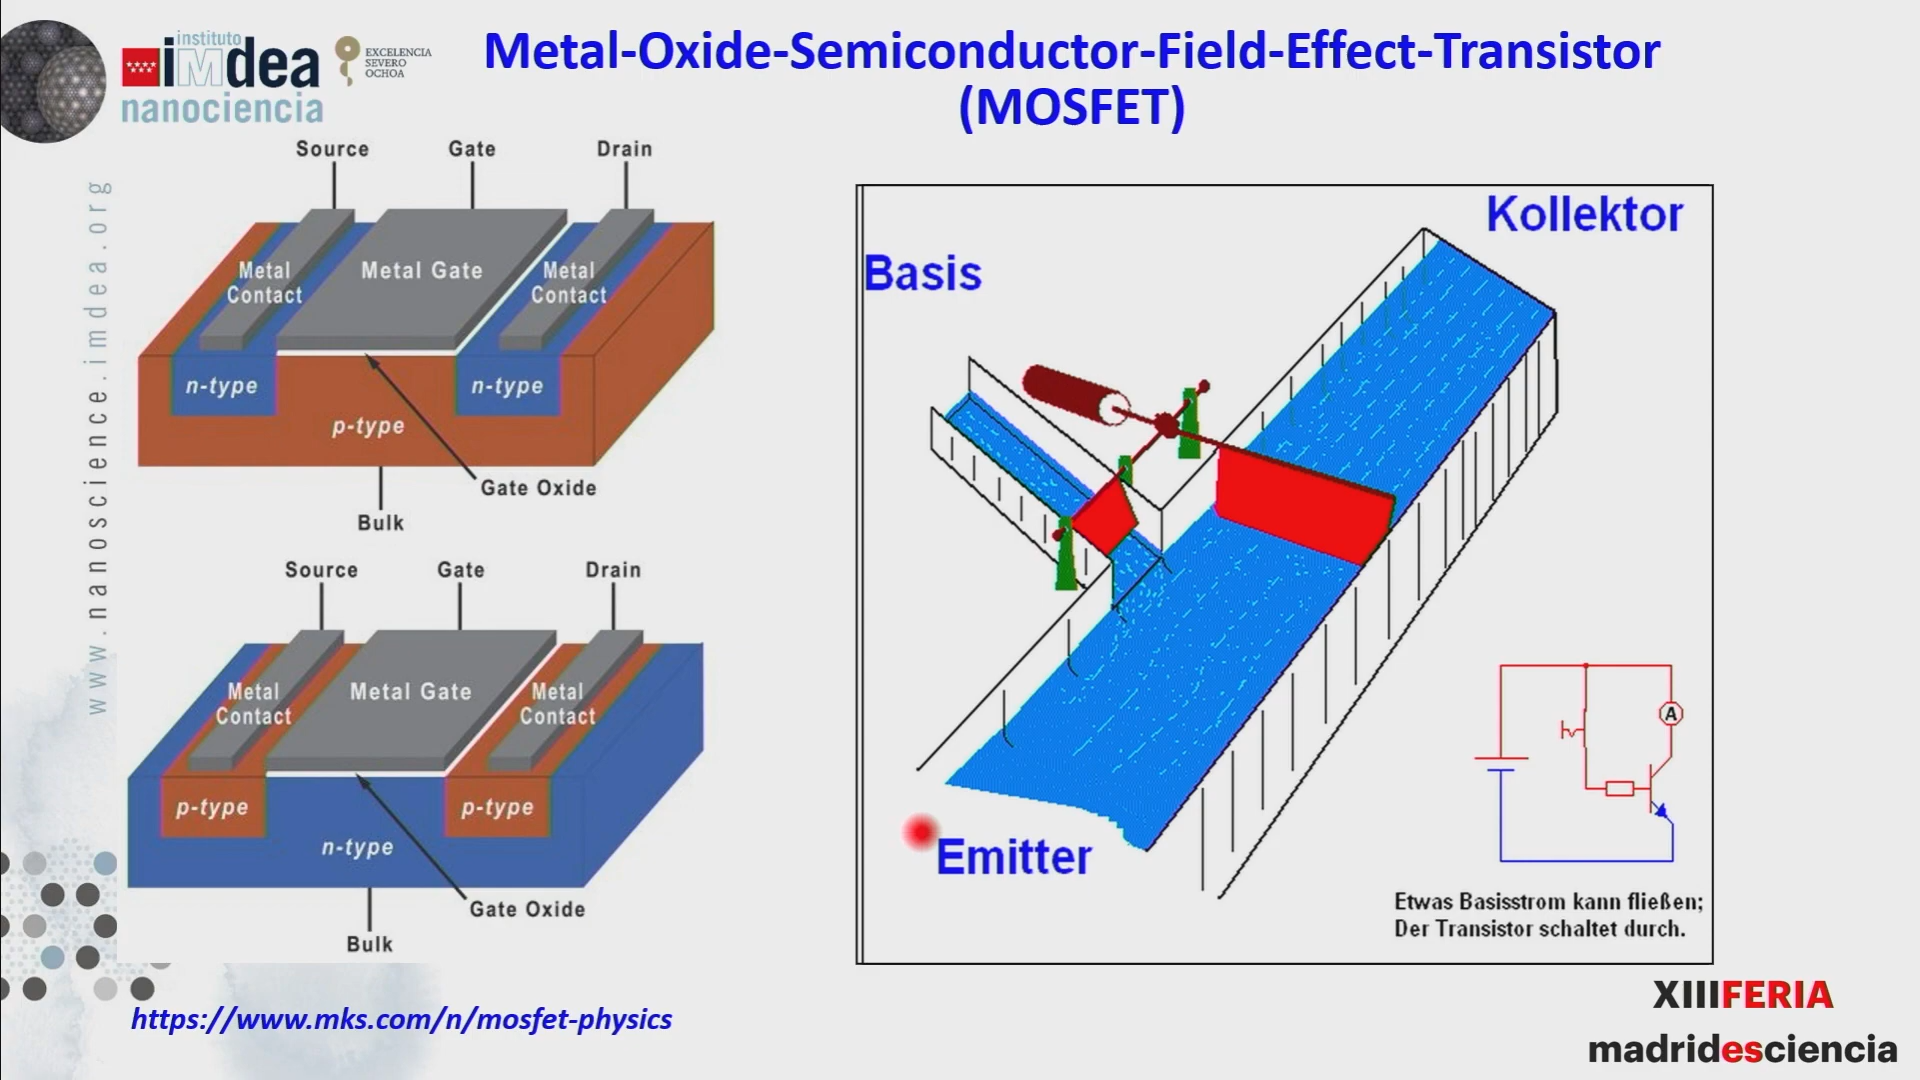 instituto
iMdea
nanociencia
EXCELENCIA
SEVERO
OCHOA
Metal-Oxide-Semiconductor-Field-Effect-Transistor
(MOSFET)
www.nanoscience.imdea.org
Source
Gate
Drain
Metal
Contact
Metal Gate
Metal
Contact
n-type
n-type
p-type
Gate Oxide
Bulk
Source
Gate
Drain
Metal
Contact
Metal Gate
Metal
Contact
p-type
p-type
n-type
Gate Oxide
Bulk
https://www.mks.com/n/mosfet-physics
Kollektor
Basis
Emitter
A
Etwas Basisstrom kann fließen;
Der Transistor schaltet durch.
XIIIFERIA
madridesciencia